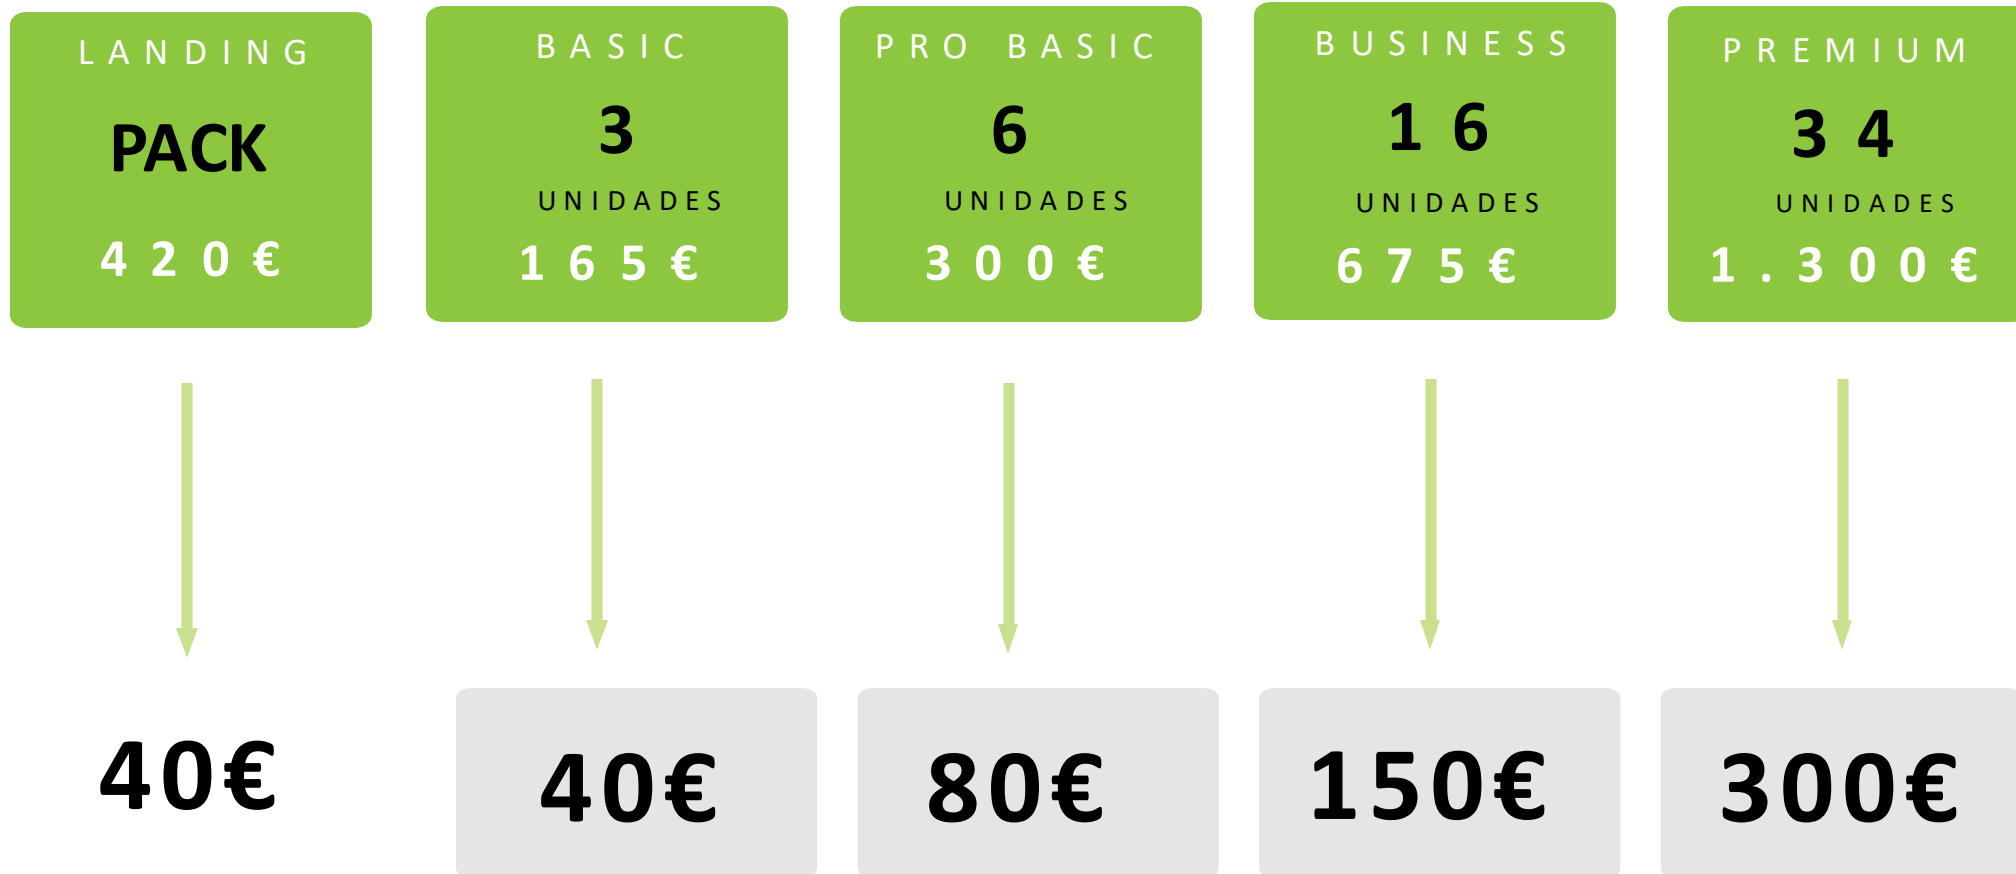 LANDING
PACK
420€
BASIC
3
UNIDADES
165€
PRO BASIC
6
UNIDADES
300€
BUSINESS
16
UNIDADES
675€
PREMIUM
34
UNIDADES
1.300€
40€
40€
80€
150€
300€